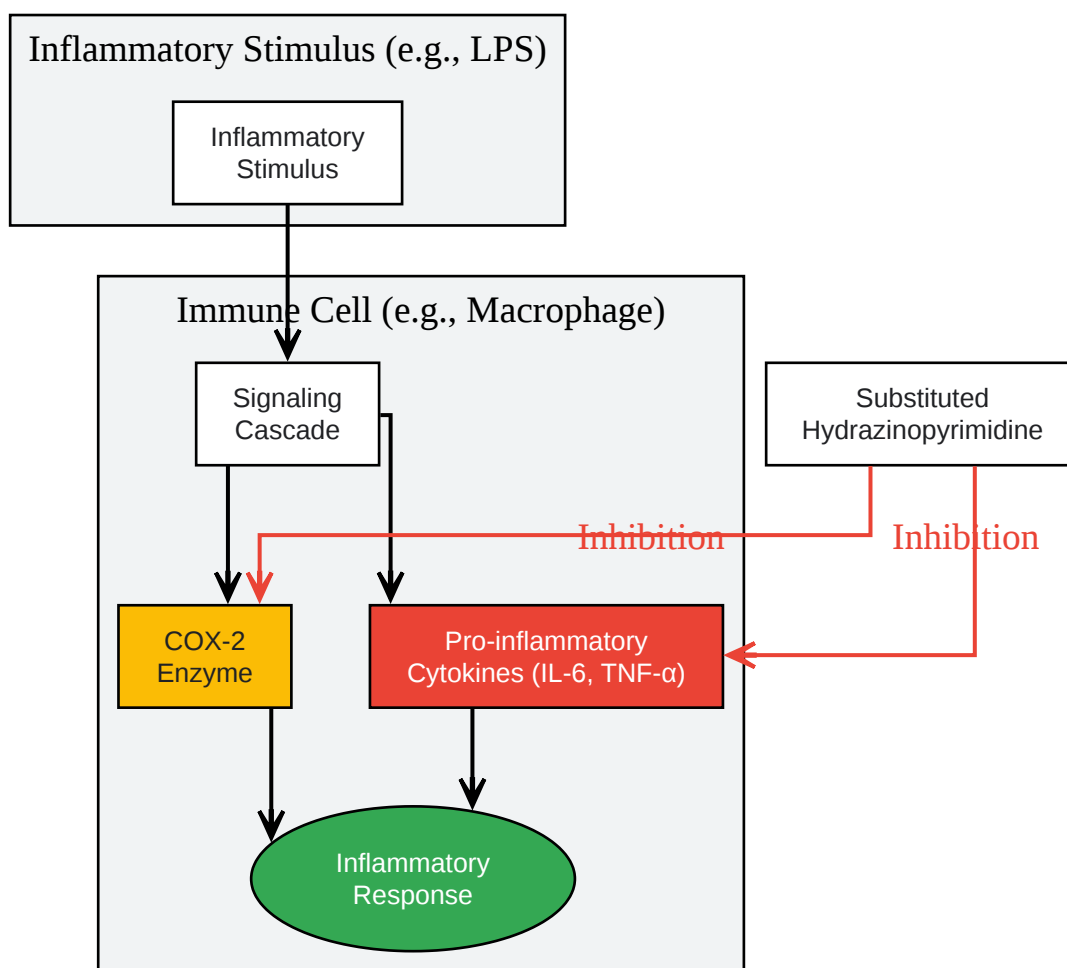 Inflammatory Stimulus (e.g., LPS)
Inflammatory
Stimulus
Immune Cell (e.g., Macrophage)
Signaling
Cascade
Substituted
Hydrazinopyrimidine
Inhibition
Inhibition
COX-2
Enzyme
Pro-inflammatory
Cytokines (IL-6, TNF-α)
Inflammatory
Response